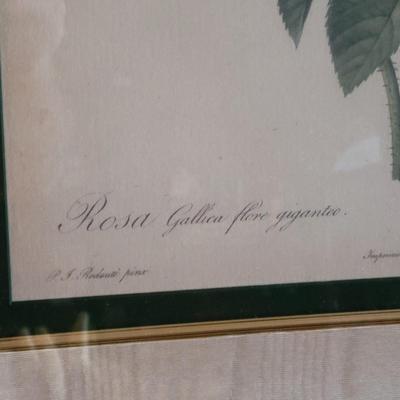 Rosa Gallica flore giganteo.
P. J. Redouté pinx